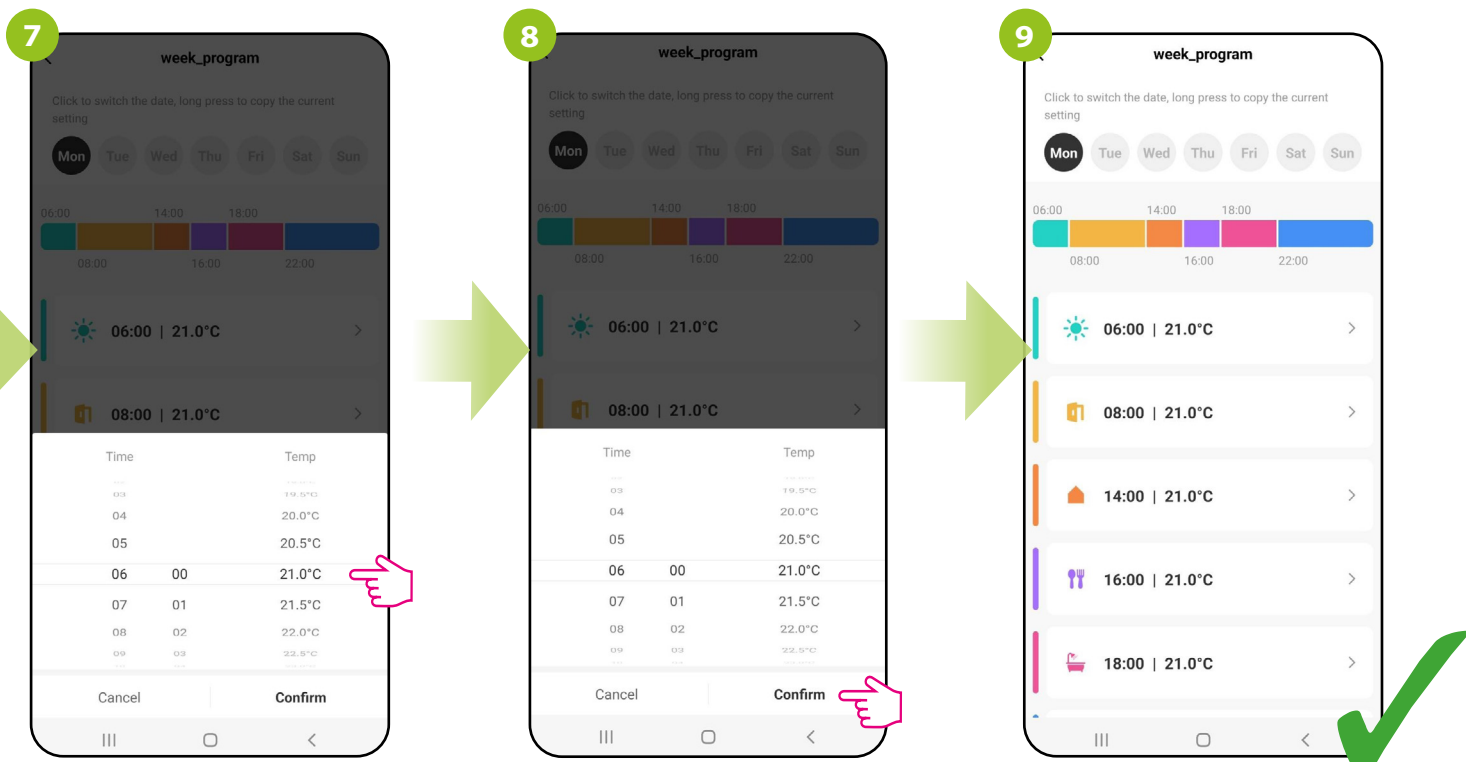 7
week_program
Click to switch the date, long press to copy the current
setting
Mon Tue Wed Thu Fri Sat Sun
06:00 14:00 18:00
08:00 16:00 22:00
06:00 | 21.0°C
08:00 | 21.0°C
Time Temp
03 19.5°C
04 20.0°C
05 20.5°C
06 00 21.0°C
07 01 21.5°C
08 02 22.0°C
09 03 22.5°C
Cancel Confirm
8
week_program
Click to switch the date, long press to copy the current
setting
Mon Tue Wed Thu Fri Sat Sun
06:00 14:00 18:00
08:00 16:00 22:00
06:00 | 21.0°C
08:00 | 21.0°C
Time Temp
03 19.5°C
04 20.0°C
05 20.5°C
06 00 21.0°C
07 01 21.5°C
08 02 22.0°C
09 03 22.5°C
Cancel Confirm
9
week_program
Click to switch the date, long press to copy the current
setting
Mon Tue Wed Thu Fri Sat Sun
06:00 14:00 18:00
08:00 16:00 22:00
06:00 | 21.0°C
08:00 | 21.0°C
14:00 | 21.0°C
16:00 | 21.0°C
18:00 | 21.0°C